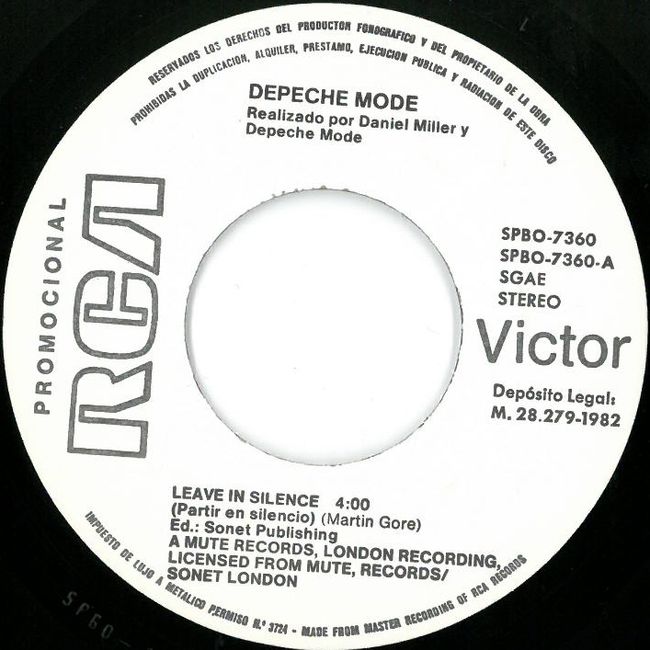 RESERVADOS LOS DERECHOS DEL PRODUCTOR FONOGRAFICO Y DEL PROPIETARIO DE LA OBRA
PROHIBIDAS LA DUPLICACION, ALQUILER, PRESTAMO, EJECUCION PUBLICA Y RADIACION DE ESTE DISCO
DEPECHE MODE
Realizado por Daniel Miller y
Depeche Mode
PROMOCIONAL
RCA
SPBO-7360
SPBO-7360-A
SGAE
STEREO
Victor
Depósito Legal:
M. 28.279-1982
LEAVE IN SILENCE 4:00
(Partir en silencio) (Martin Gore)
Ed.: Sonet Publishing
A MUTE RECORDS, LONDON RECORDING,
LICENSED FROM MUTE, RECORDS/
SONET LONDON
IMPUESTO DE LUJO A METALICO PERMISO N.º 3724 - MADE FROM MASTER RECORDING OF RCA RECORDS